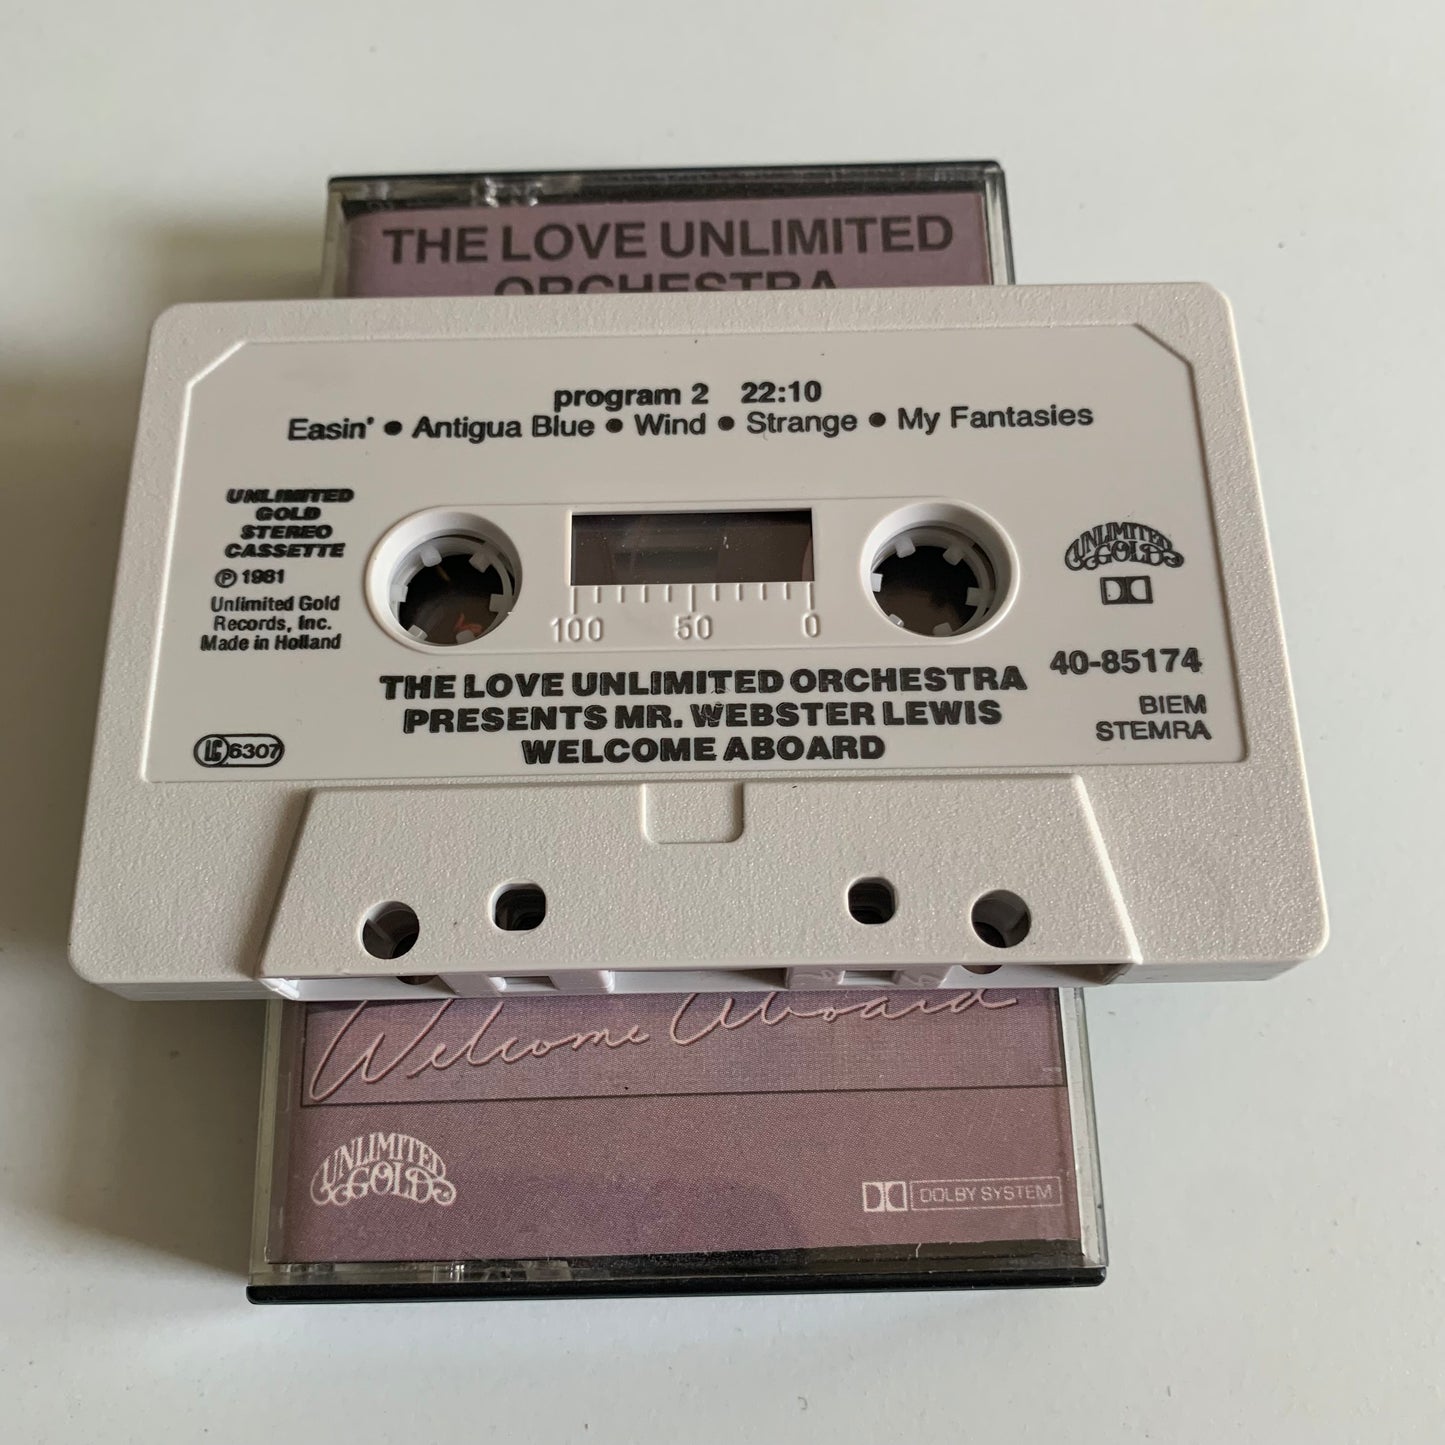 THE LOVE UNLIMITED
ORCHESTRA
program 2 22:10
Easin' • Antigua Blue • Wind • Strange • My Fantasies
UNLIMITED
GOLD
STEREO
CASSETTE
℗ 1981
Unlimited Gold
Records, Inc.
Made in Holland
LC 6307
100 50 0
UNLIMITED
GOLD
40-85174
BIEM
STEMRA
THE LOVE UNLIMITED ORCHESTRA
PRESENTS MR. WEBSTER LEWIS
WELCOME ABOARD
Welcome Aboard
UNLIMITED
GOLD
DOLBY SYSTEM